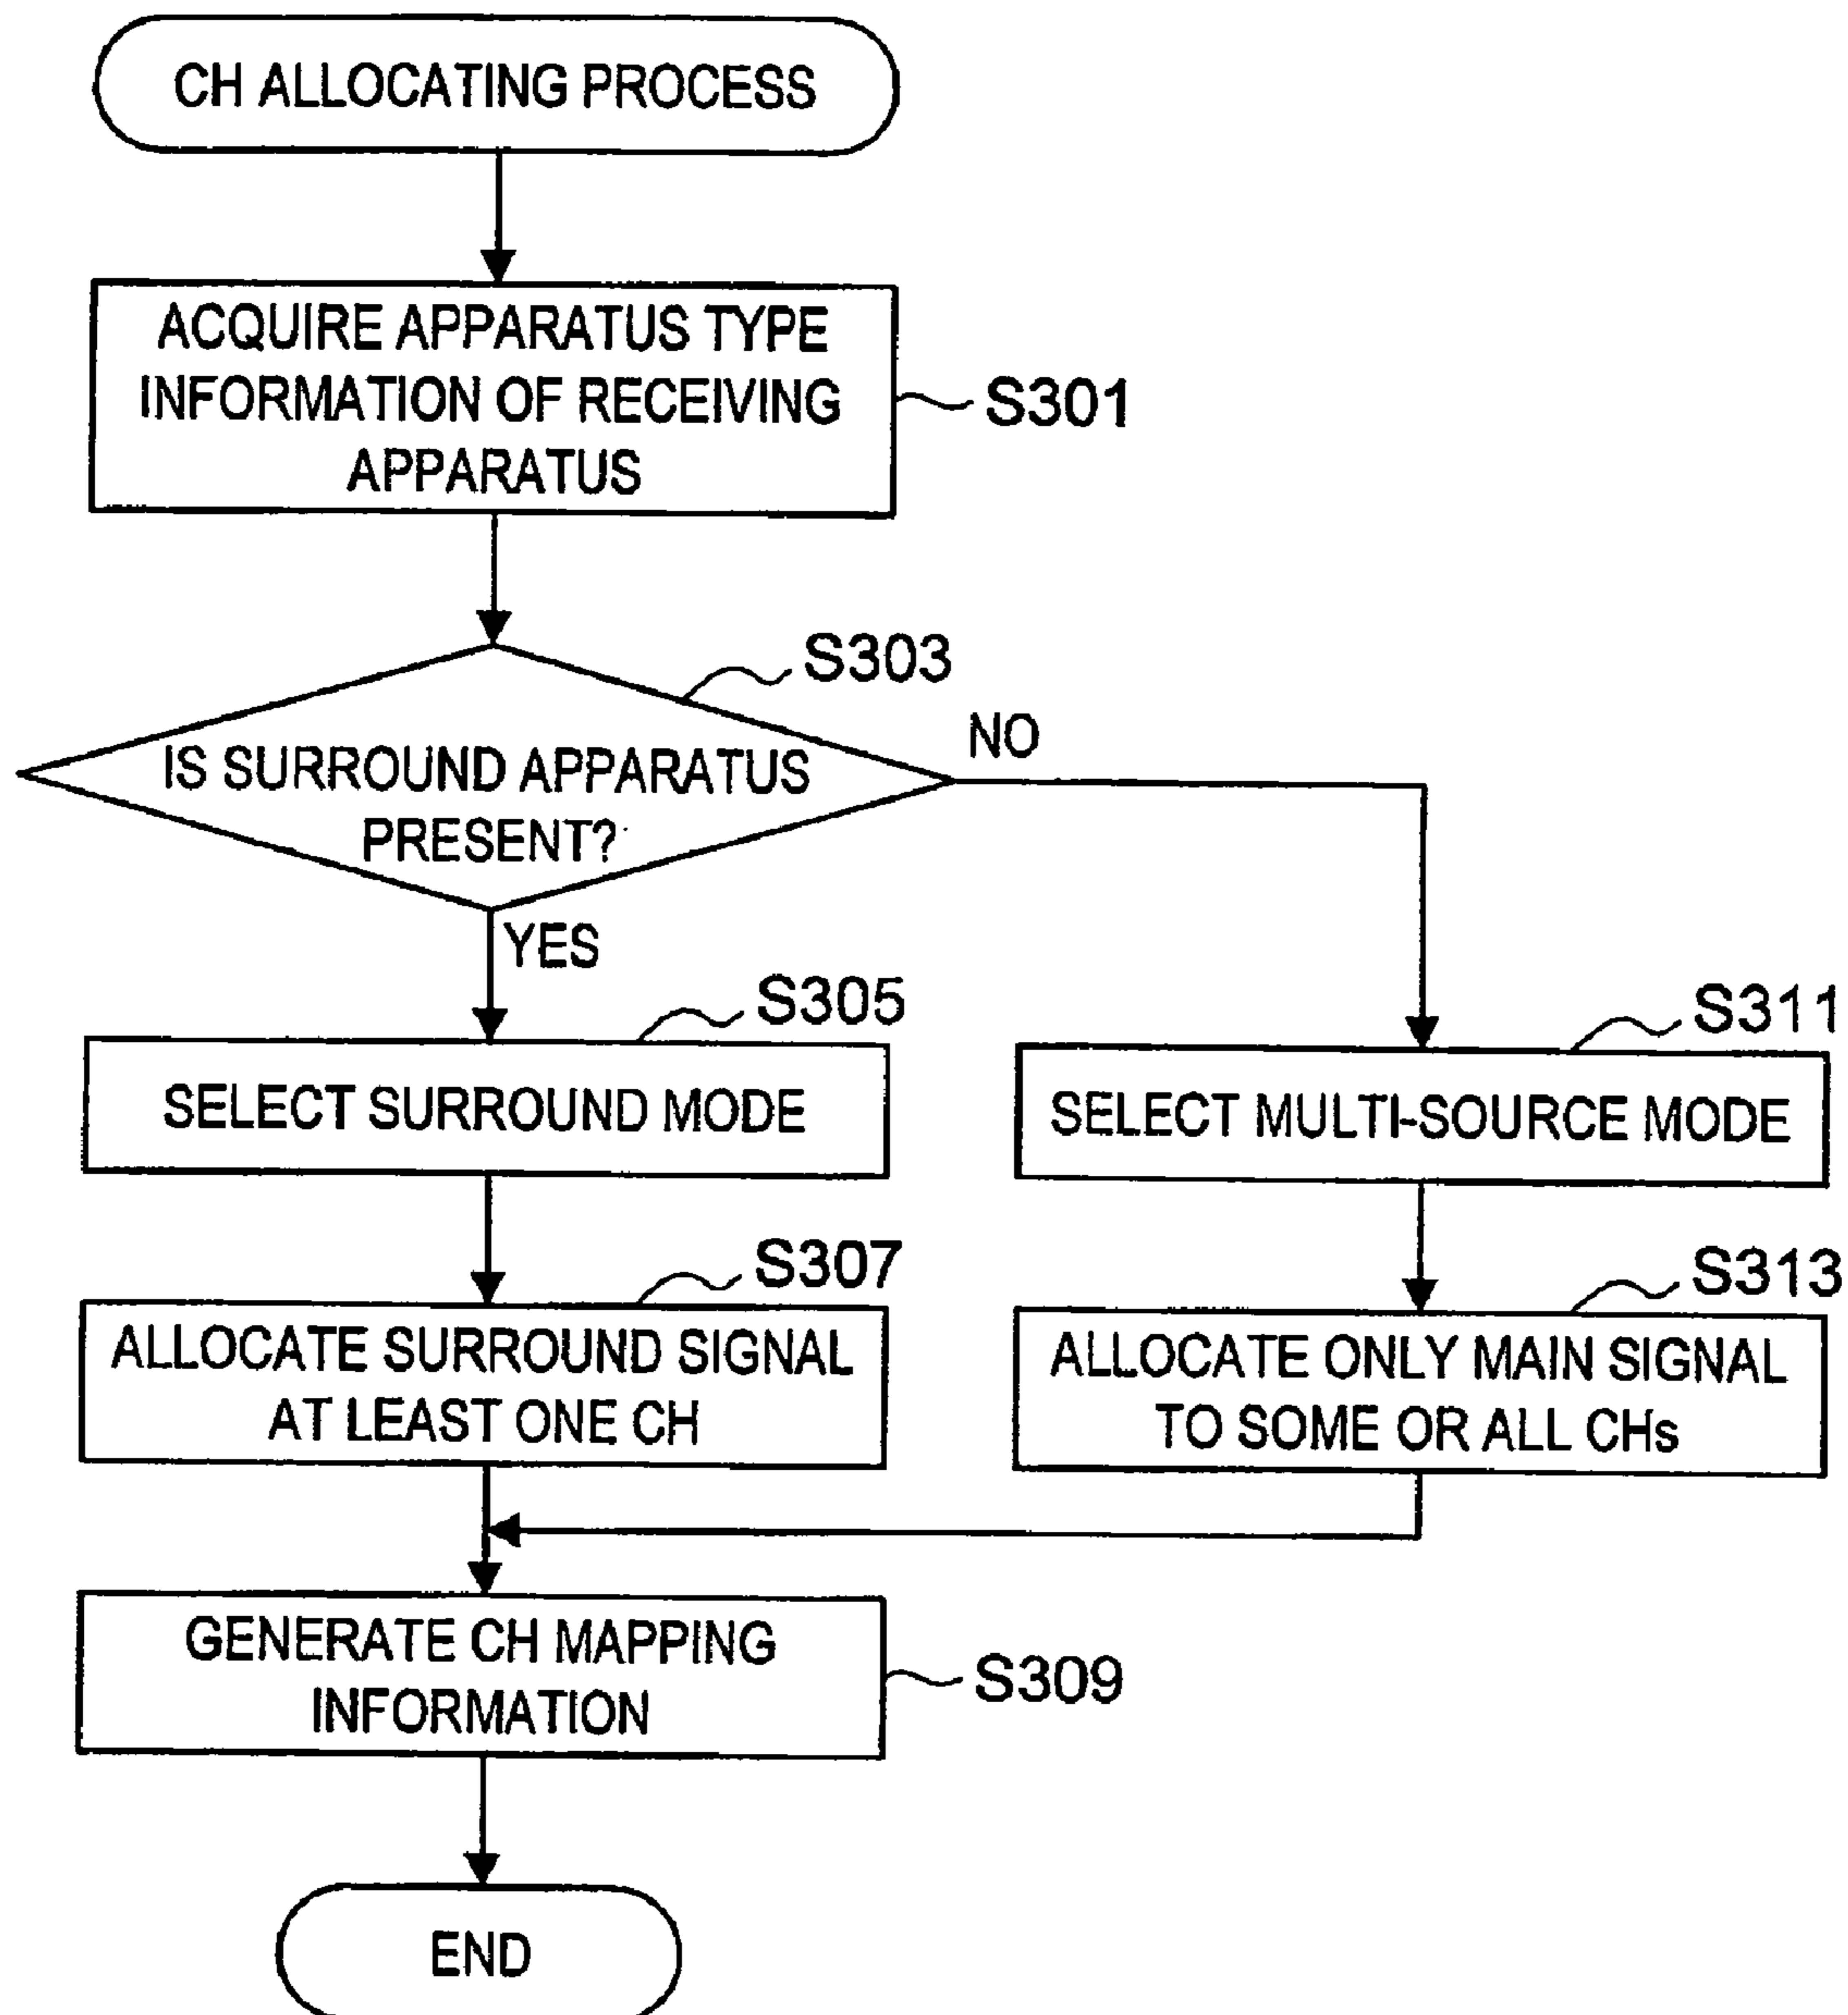 CH ALLOCATING PROCESS
ACQUIRE APPARATUS TYPE
INFORMATION OF RECEIVING
APPARATUS
S301
S303
IS SURROUND APPARATUS
PRESENT?
NO
YES
S305
SELECT SURROUND MODE
S311
SELECT MULTI-SOURCE MODE
S307
ALLOCATE SURROUND SIGNAL
AT LEAST ONE CH
S313
ALLOCATE ONLY MAIN SIGNAL
TO SOME OR ALL CHs
GENERATE CH MAPPING
INFORMATION
S309
END